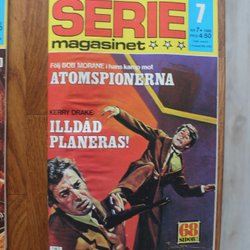 SERIE
magasinet
7
Följ BOB MORANE i hans kamp mot
ATOMSPIONERNA
KERRY DRAKE:
ILLDÅD
PLANERAS!
68
SIDOR!